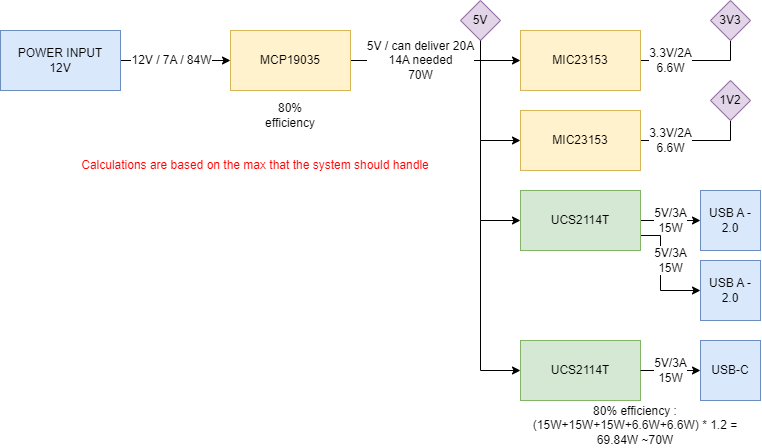 5V
3V3
POWER INPUT
12V
12V / 7A / 84W
MCP19035
5V / can deliver 20A
14A needed
70W
MIC23153
3.3V/2A
6.6W
80%
efficiency
1V2
MIC23153
3.3V/2A
6.6W
Calculations are based on the max that the system should handle
UCS2114T
5V/3A
15W
USB A -
2.0
5V/3A
15W
USB A -
2.0
UCS2114T
5V/3A
15W
USB-C
80% efficiency :
(15W+15W+15W+6.6W+6.6W) * 1.2 =
69.84W ~70W